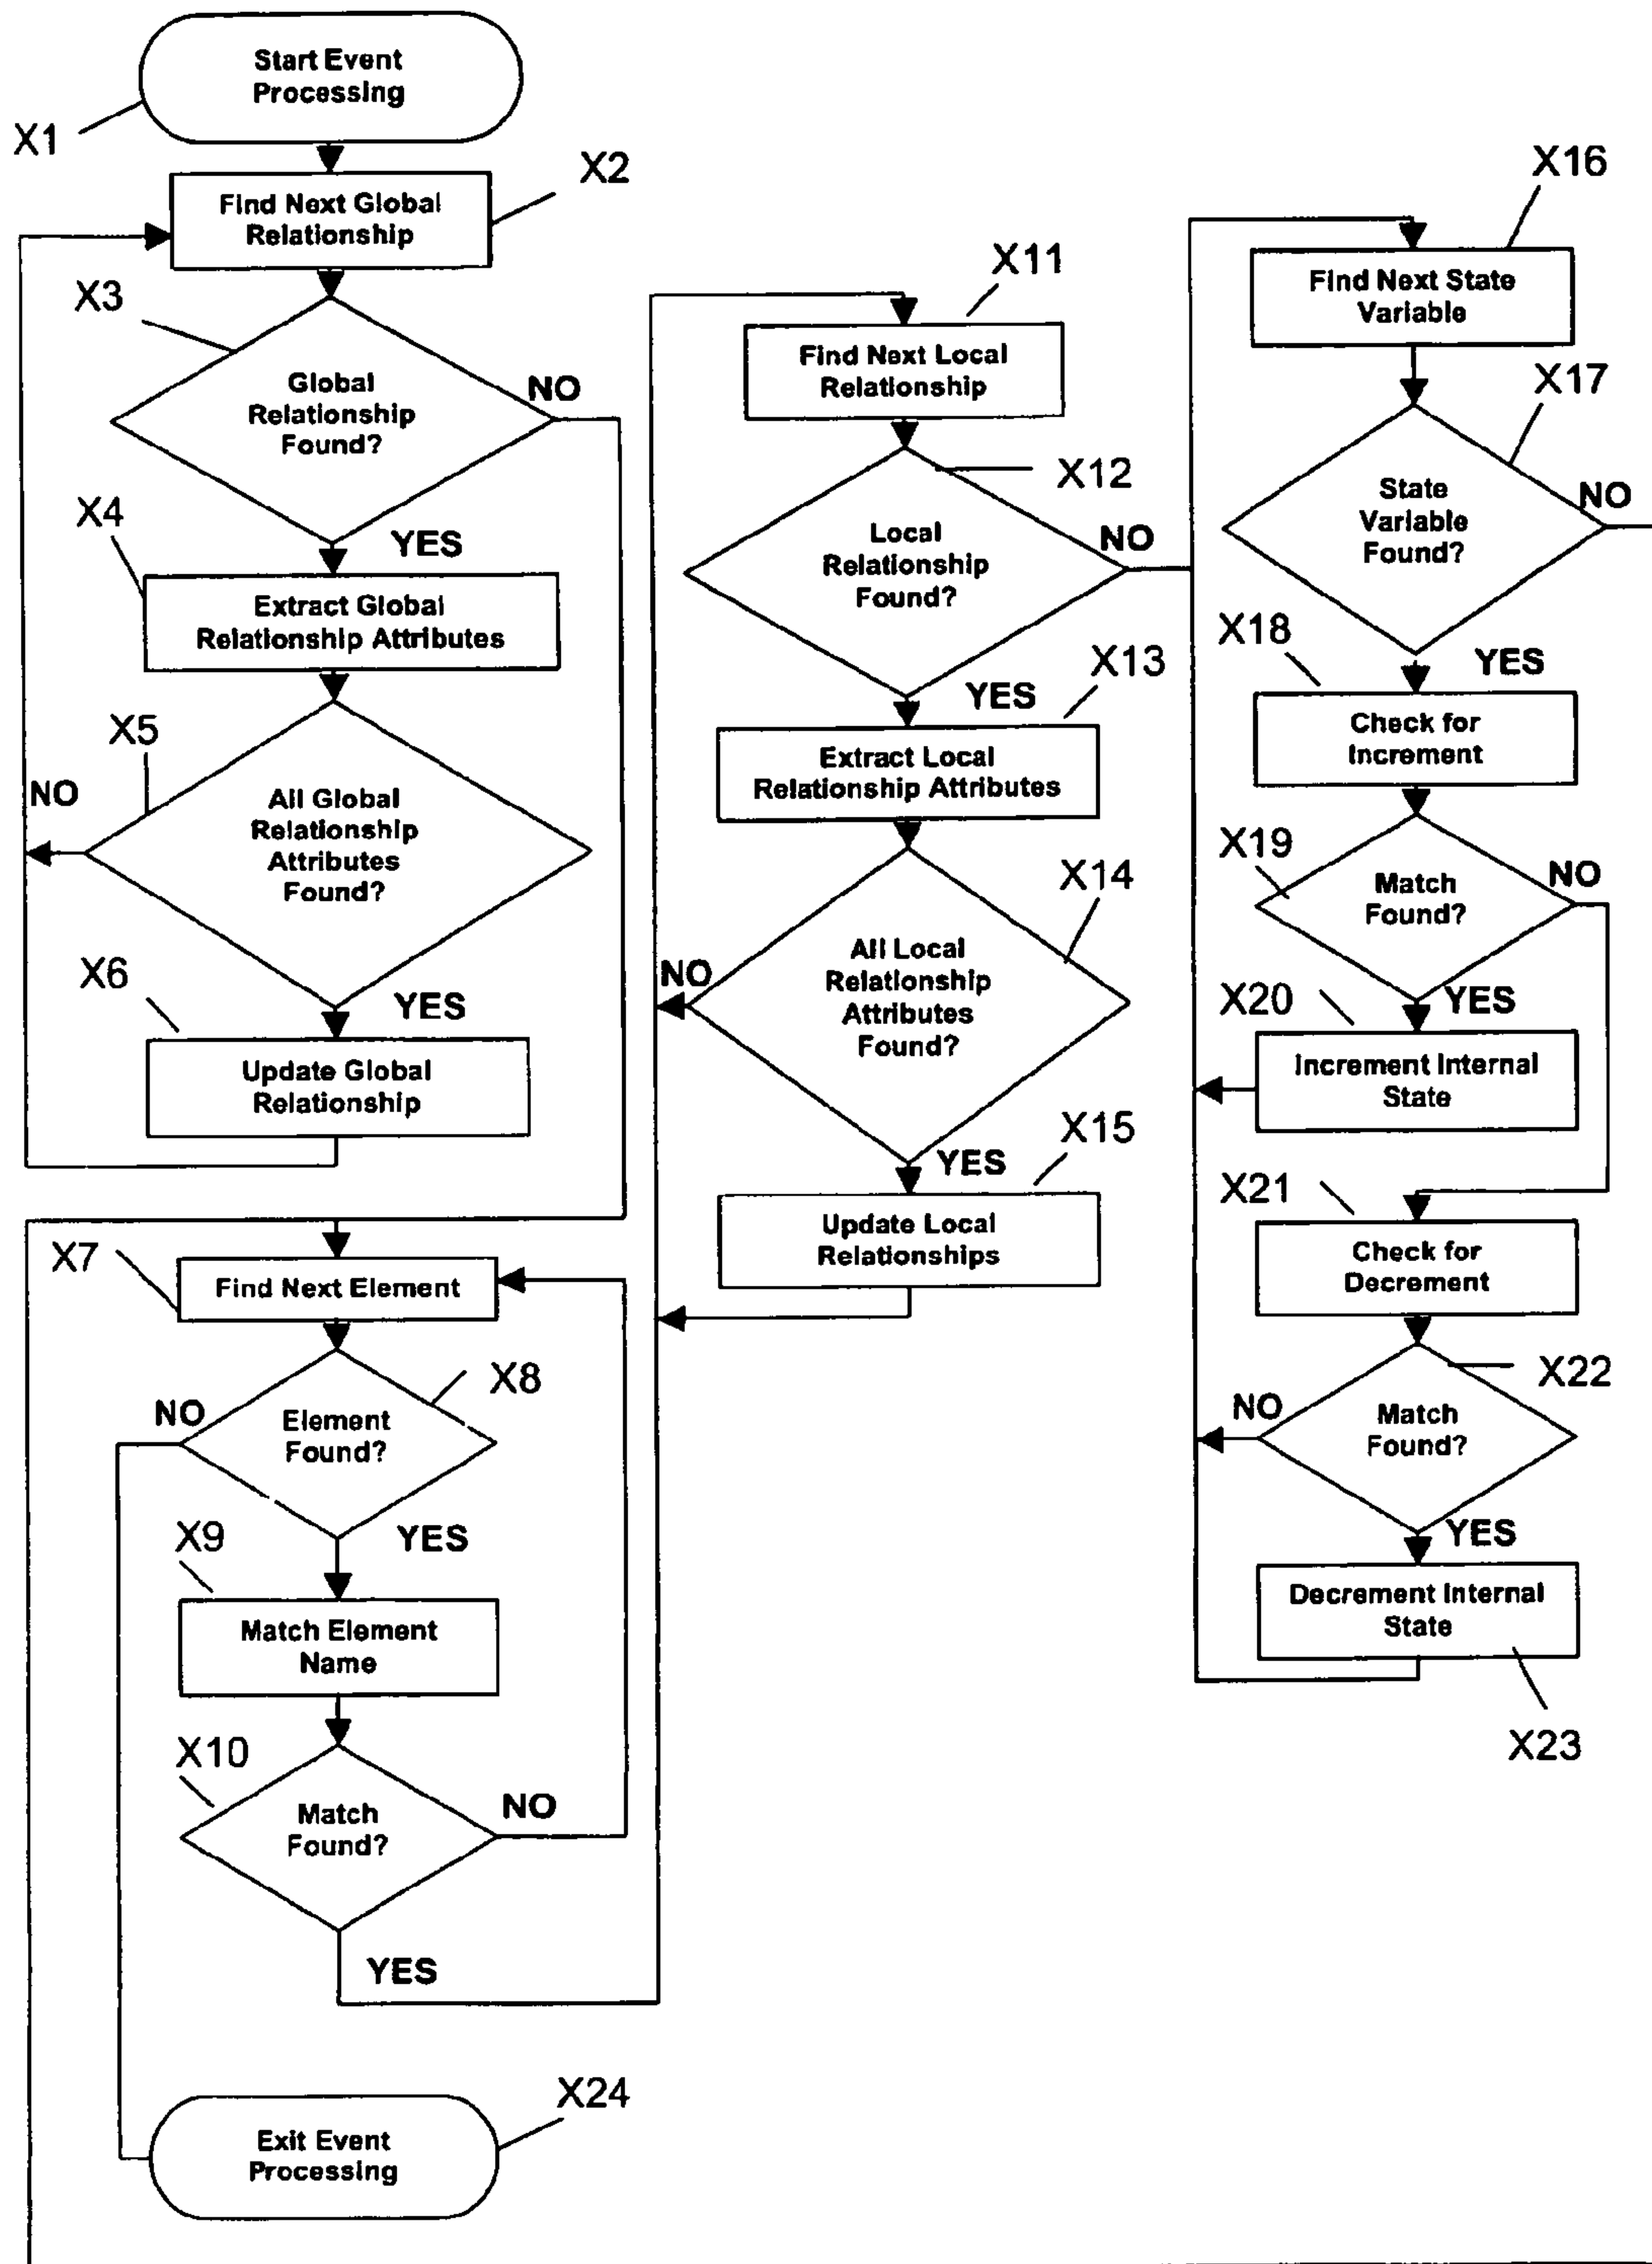 Start Event
Processing
X1
X2
Find Next Global
Relationship
X3
Global
Relationship
Found?
NO
X4
YES
Extract Global
Relationship Attributes
X5
NO
All Global
Relationship
Attributes
Found?
X6
YES
Update Global
Relationship
X7
Find Next Element
X8
NO
Element
Found?
X9
YES
Match Element
Name
X10
Match
Found?
NO
YES
X24
Exit Event
Processing
X11
Find Next Local
Relationship
X12
Local
Relationship
Found?
NO
X13
YES
Extract Local
Relationship Attributes
X14
NO
All Local
Relationship
Attributes
Found?
X15
YES
Update Local
Relationships
X16
Find Next State
Variable
X17
State
Variable
Found?
NO
X18
YES
Check for
Increment
X19
Match
Found?
NO
X20
YES
Increment Internal
State
X21
Check for
Decrement
X22
NO
Match
Found?
YES
Decrement Internal
State
X23